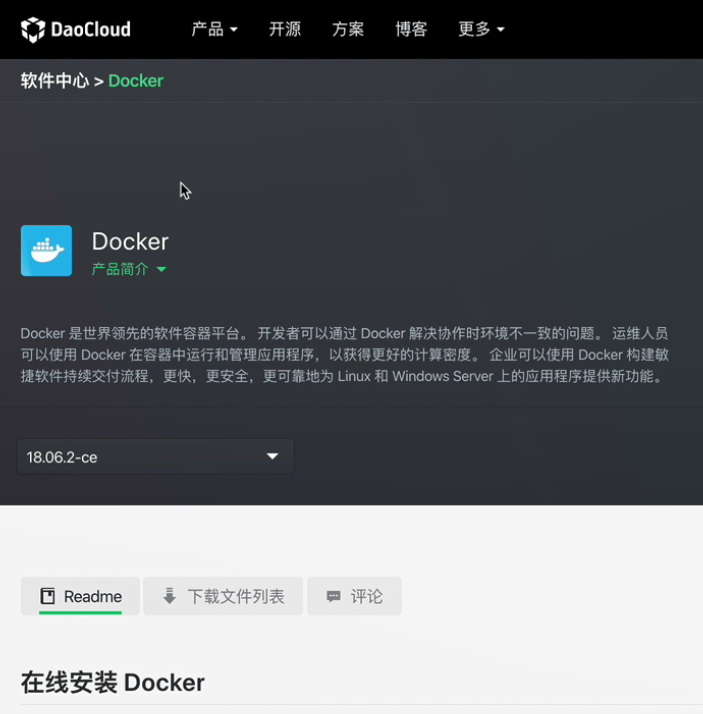 DaoCloud 产品 开源 方案 博客 更多
软件中心 > Docker
Docker
产品简介
Docker 是世界领先的软件容器平台。 开发者可以通过 Docker 解决协作时环境不一致的问题。 运维人员
可以使用 Docker 在容器中运行和管理应用程序，以获得更好的计算密度。 企业可以使用 Docker 构建敏
捷软件持续交付流程，更快，更安全，更可靠地为 Linux 和 Windows Server 上的应用程序提供新功能。
18.06.2-ce
Readme 下载文件列表 评论
在线安装 Docker